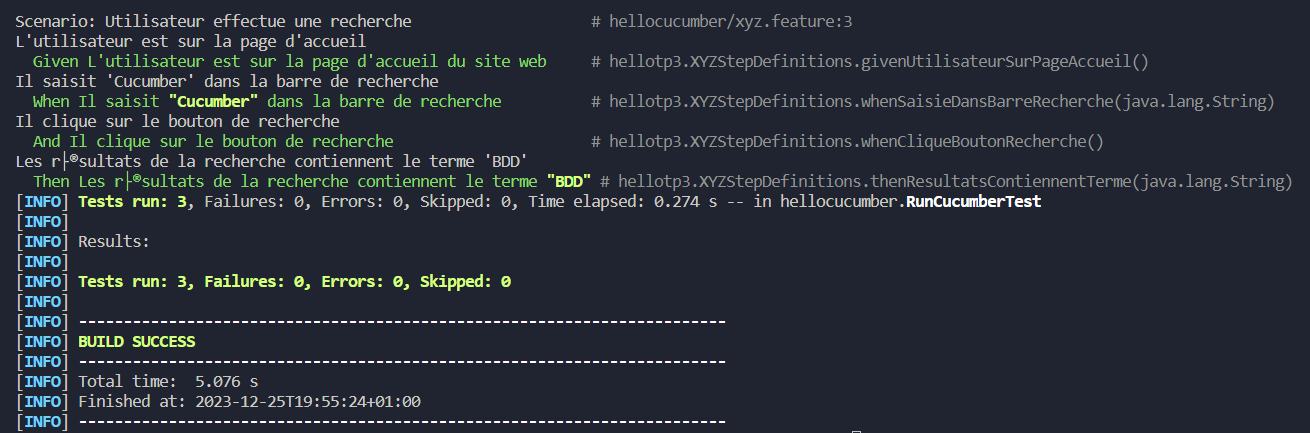 Scenario: Utilisateur effectue une recherche # hellocucumber/xyz.feature:3
L'utilisateur est sur la page d'accueil
Given L'utilisateur est sur la page d'accueil du site web # hellotp3.XYZStepDefinitions.givenUtilisateurSurPageAccueil()
Il saisit 'Cucumber' dans la barre de recherche
When Il saisit "Cucumber" dans la barre de recherche # hellotp3.XYZStepDefinitions.whenSaisieDansBarreRecherche(java.lang.String)
Il clique sur le bouton de recherche
And Il clique sur le bouton de recherche # hellotp3.XYZStepDefinitions.whenCliqueBoutonRecherche()
Les r├®sultats de la recherche contiennent le terme 'BDD'
Then Les r├®sultats de la recherche contiennent le terme "BDD" # hellotp3.XYZStepDefinitions.thenResultatsContiennentTerme(java.lang.String)
[INFO] Tests run: 3, Failures: 0, Errors: 0, Skipped: 0, Time elapsed: 0.274 s -- in hellocucumber.RunCucumberTest
[INFO]
[INFO] Results:
[INFO]
[INFO] Tests run: 3, Failures: 0, Errors: 0, Skipped: 0
[INFO]
[INFO] ------------------------------------------------------------------------
[INFO] BUILD SUCCESS
[INFO] ------------------------------------------------------------------------
[INFO] Total time:  5.076 s
[INFO] Finished at: 2023-12-25T19:55:24+01:00
[INFO] ------------------------------------------------------------------------